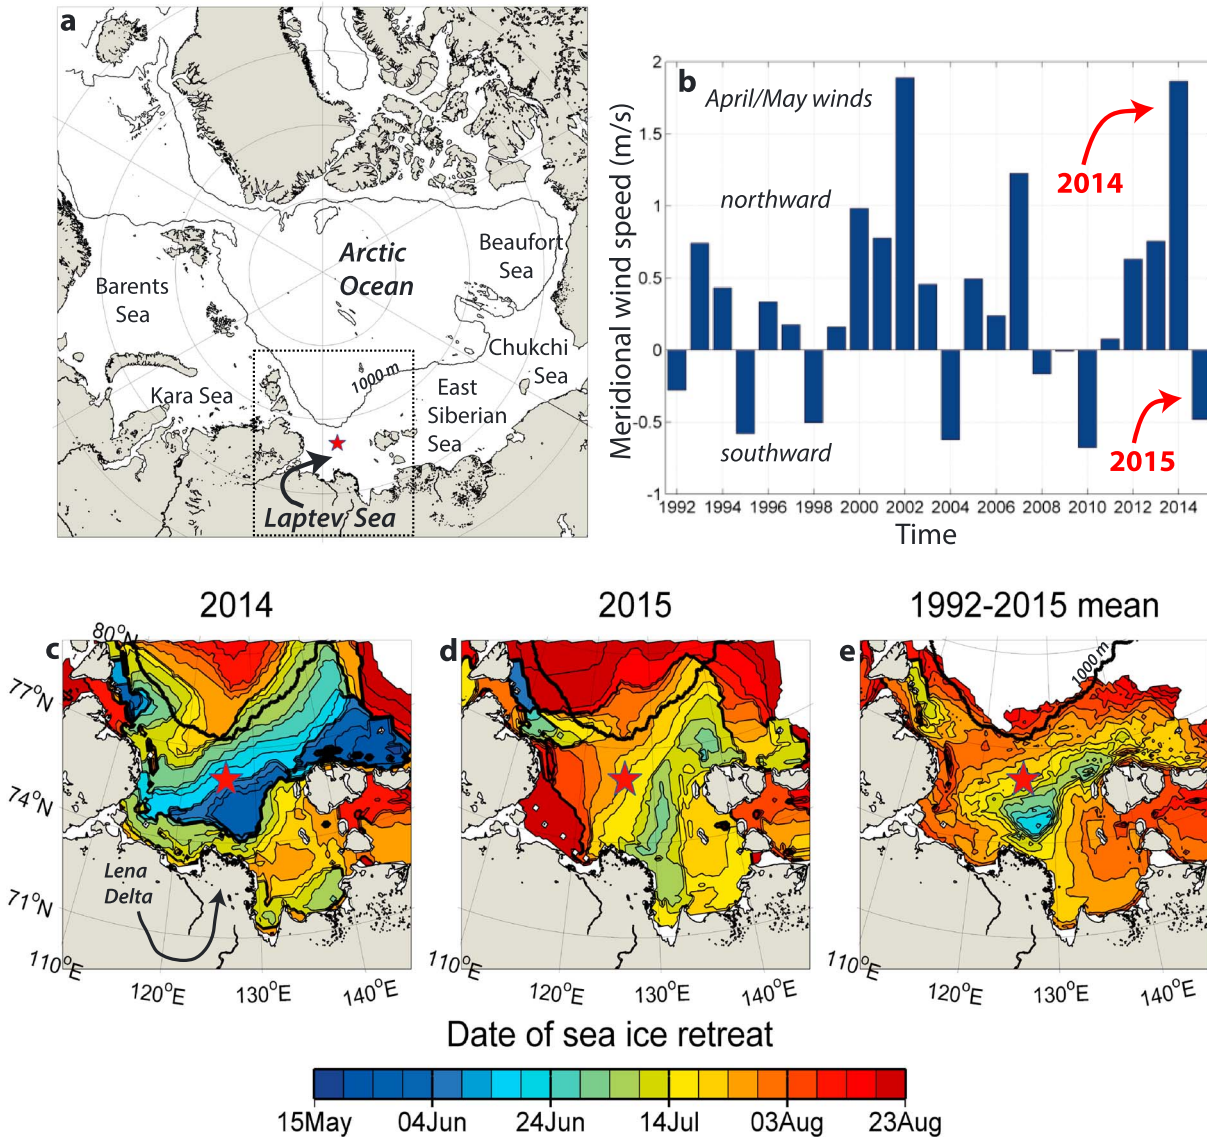 a
Arctic
Ocean
Beaufort
Sea
Barents
Sea
Chukchi
Sea
1000 m
Kara Sea
East
Siberian
Sea
Laptev Sea
b
April/May winds
northward
southward
2014
2015
Meridional wind speed (m/s)
2
1.5
1
0.5
0
-0.5
-1
1992 1994 1996 1998 2000 2002 2004 2006 2008 2010 2012 2014
Time
2014
c
80°N
77°N
74°N
71°N
110°E
120°E
130°E
140°E
Lena
Delta
2015
d
110°E
120°E
130°E
140°E
1992-2015 mean
e
1000 m
110°E
120°E
130°E
140°E
Date of sea ice retreat
15May 04Jun 24Jun 14Jul 03Aug 23Aug